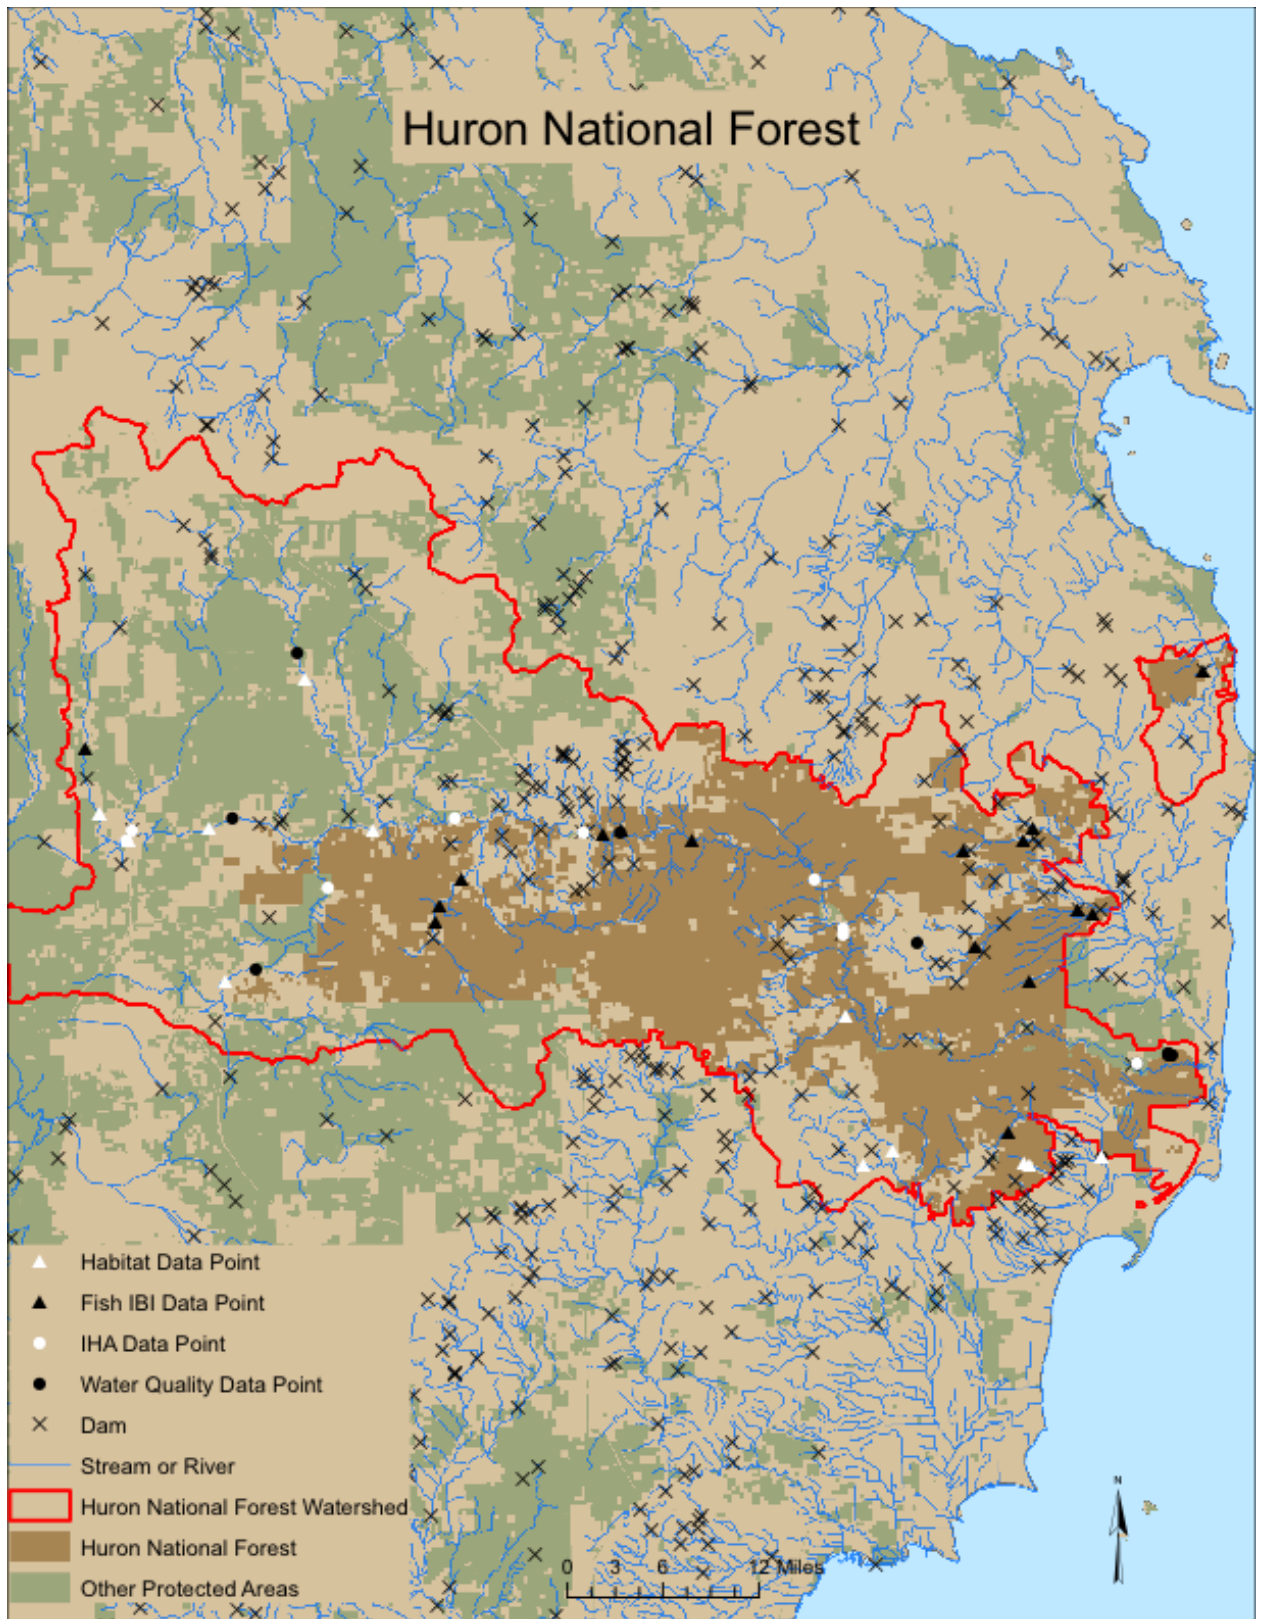 Huron National Forest
Habitat Data Point
Fish IBI Data Point
IHA Data Point
Water Quality Data Point
Dam
Stream or River
Huron National Forest Watershed
Huron National Forest
Other Protected Areas
N
0 3 6 12 Miles